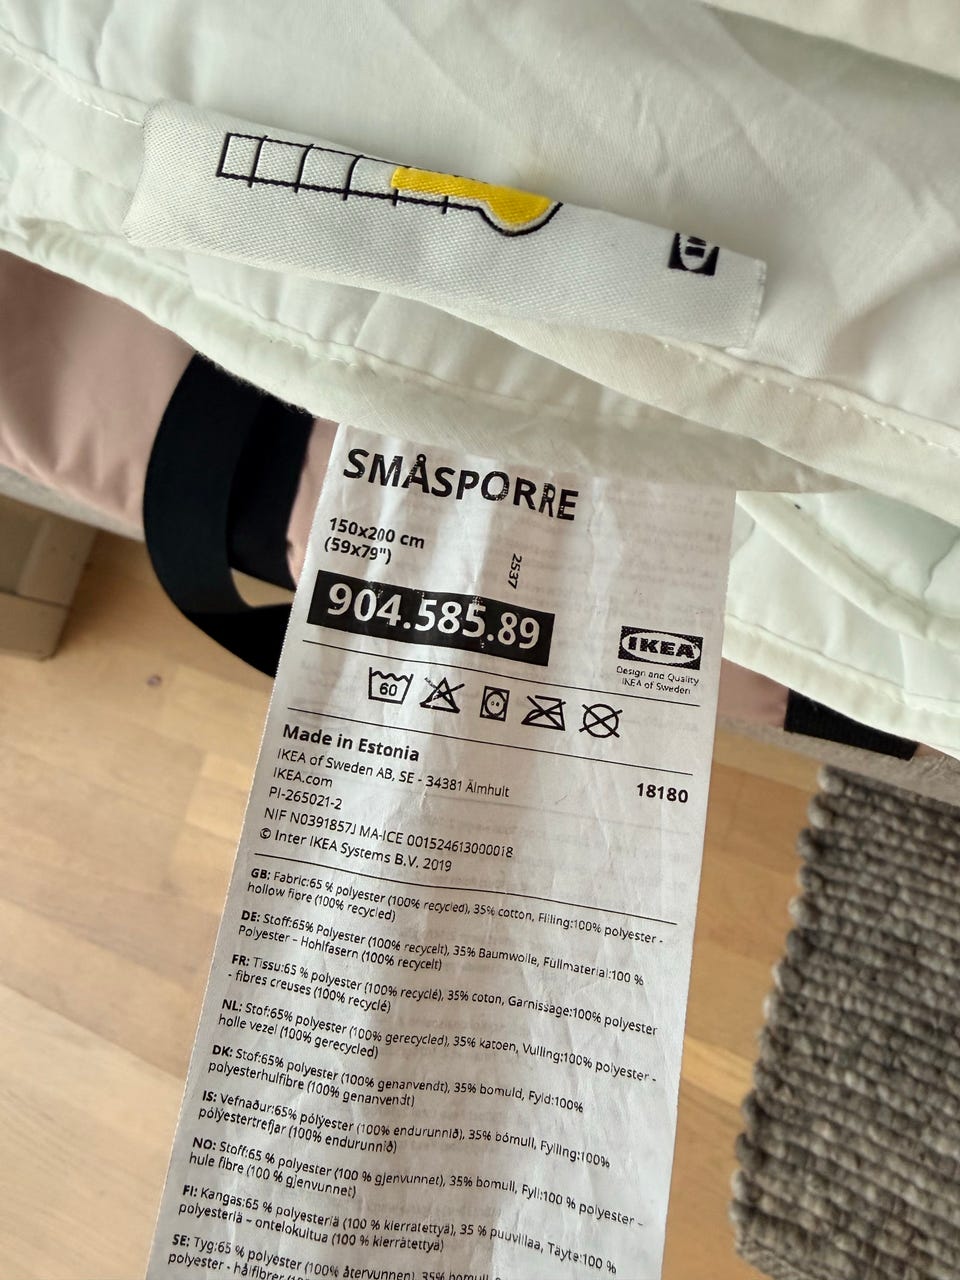 SMÅSPORRE
150x200 cm
(59x79")
2537
904.585.89
IKEA
Design and Quality
IKEA of Sweden
60
Made in Estonia
IKEA of Sweden AB, SE - 34381 Älmhult
18180
IKEA.com
PI-265021-2
NIF N0391857J MA-ICE 001524613000018
© Inter IKEA Systems B.V. 2019
GB: Fabric:65 % polyester (100% recycled), 35% cotton, Filling:100% polyester -
hollow fibre (100% recycled)
DE: Stoff:65% Polyester (100% recycelt), 35% Baumwolle, Füllmaterial:100 %
Polyester – Hohlfasern (100% recycelt)
FR: Tissu:65 % polyester (100% recyclé), 35% coton, Garnissage:100% polyester
- fibres creuses (100% recyclé)
NL: Stof:65% polyester (100% gerecycled), 35% katoen, Vulling:100% polyester -
holle vezel (100% gerecycled)
DK: Stof:65% polyester (100% genanvendt), 35% bomuld, Fyld:100%
polyesterhulfibre (100% genanvendt)
IS: Vefnaður:65% pólýester (100% endurunnið), 35% bómull, Fylling:100%
pólýestertrefjar (100% endurunnið)
NO: Stoff:65 % polyester (100 % gjenvunnet), 35% bomull, Fyll:100 % polyester –
hule fibre (100 % gjenvunnet)
FI: Kangas:65 % polyesteriä (100 % kierrätettyä), 35 % puuvillaa, Täyte:100 %
polyesteriä – ontelokuitua (100 % kierrätettyä)
SE: Tyg:65 % polyester (100% återvunnen), 35% bomull,
polyester - hålfibrer (100%